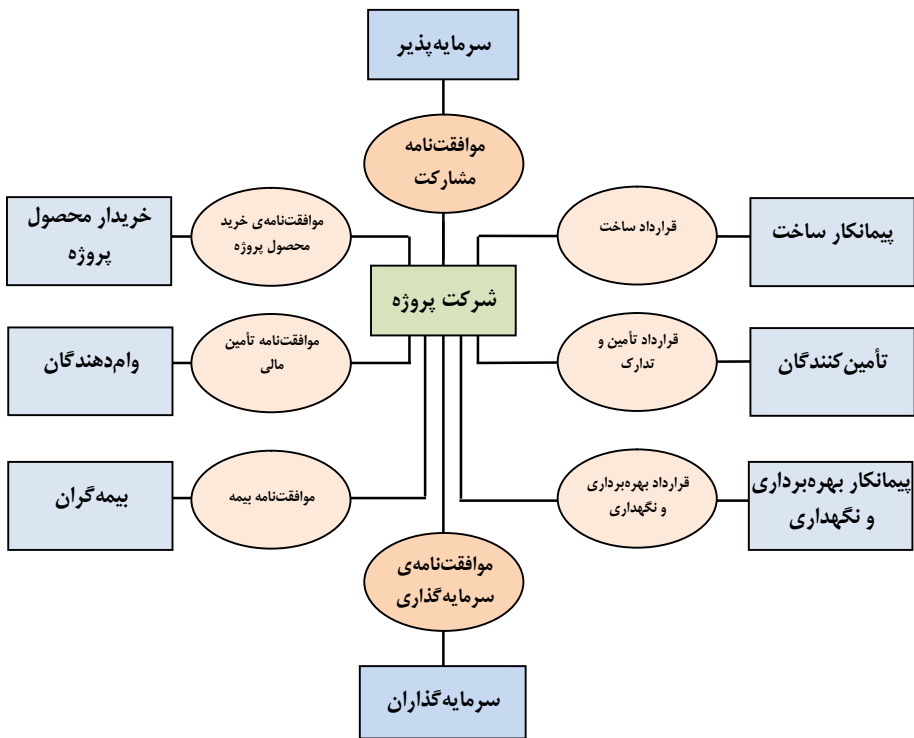 سرمایه‌پذیر
موافقت‌نامه
مشارکت
پیمانکار ساخت
قرارداد ساخت
موافقت‌نامه‌ی خرید
محصول پروژه
خریدار محصول
پروژه
شرکت پروژه
تأمین‌کنندگان
قرارداد تأمین و
تدارک
موافقت‌نامه تأمین
مالی
وام‌دهندگان
پیمانکار بهره‌برداری
و نگهداری
قرارداد بهره‌برداری
و نگهداری
موافقت‌نامه بیمه
بیمه‌گران
موافقت‌نامه‌ی
سرمایه‌گذاری
سرمایه‌گذاران